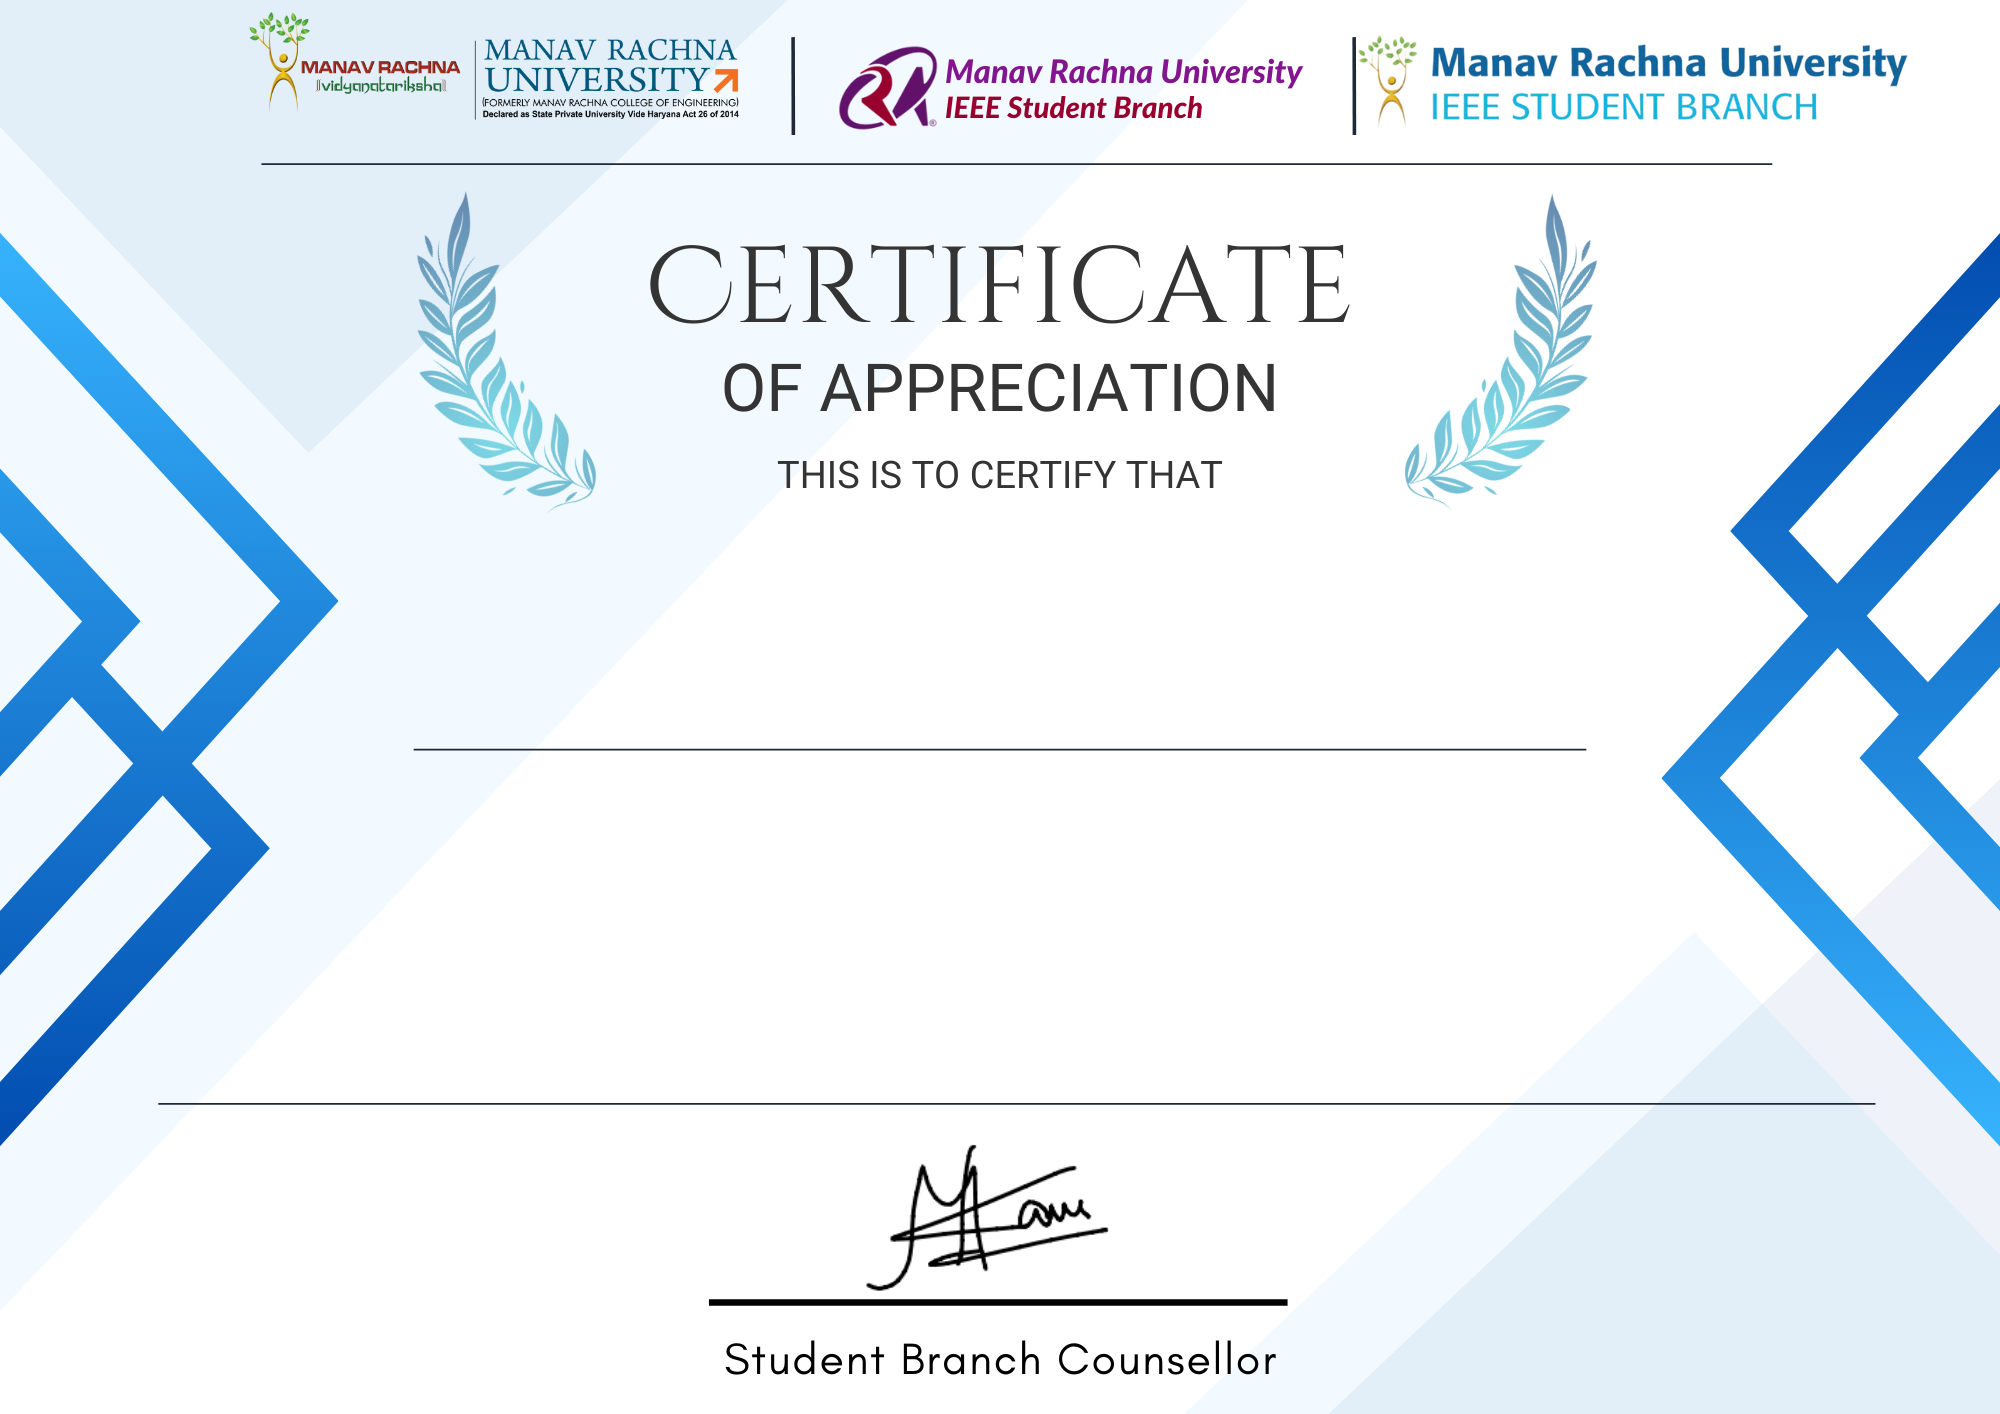 MANAV RACHNA
vidyanatariksha
MANAV RACHNA
UNIVERSITY
(FORMERLY MANAV RACHNA COLLEGE OF ENGINEERING)
Declared as State Private University Vide Haryana Act 26 of 2014
Manav Rachna University
IEEE Student Branch
Manav Rachna University
IEEE STUDENT BRANCH
CERTIFICATE
OF APPRECIATION
THIS IS TO CERTIFY THAT
Student Branch Counsellor